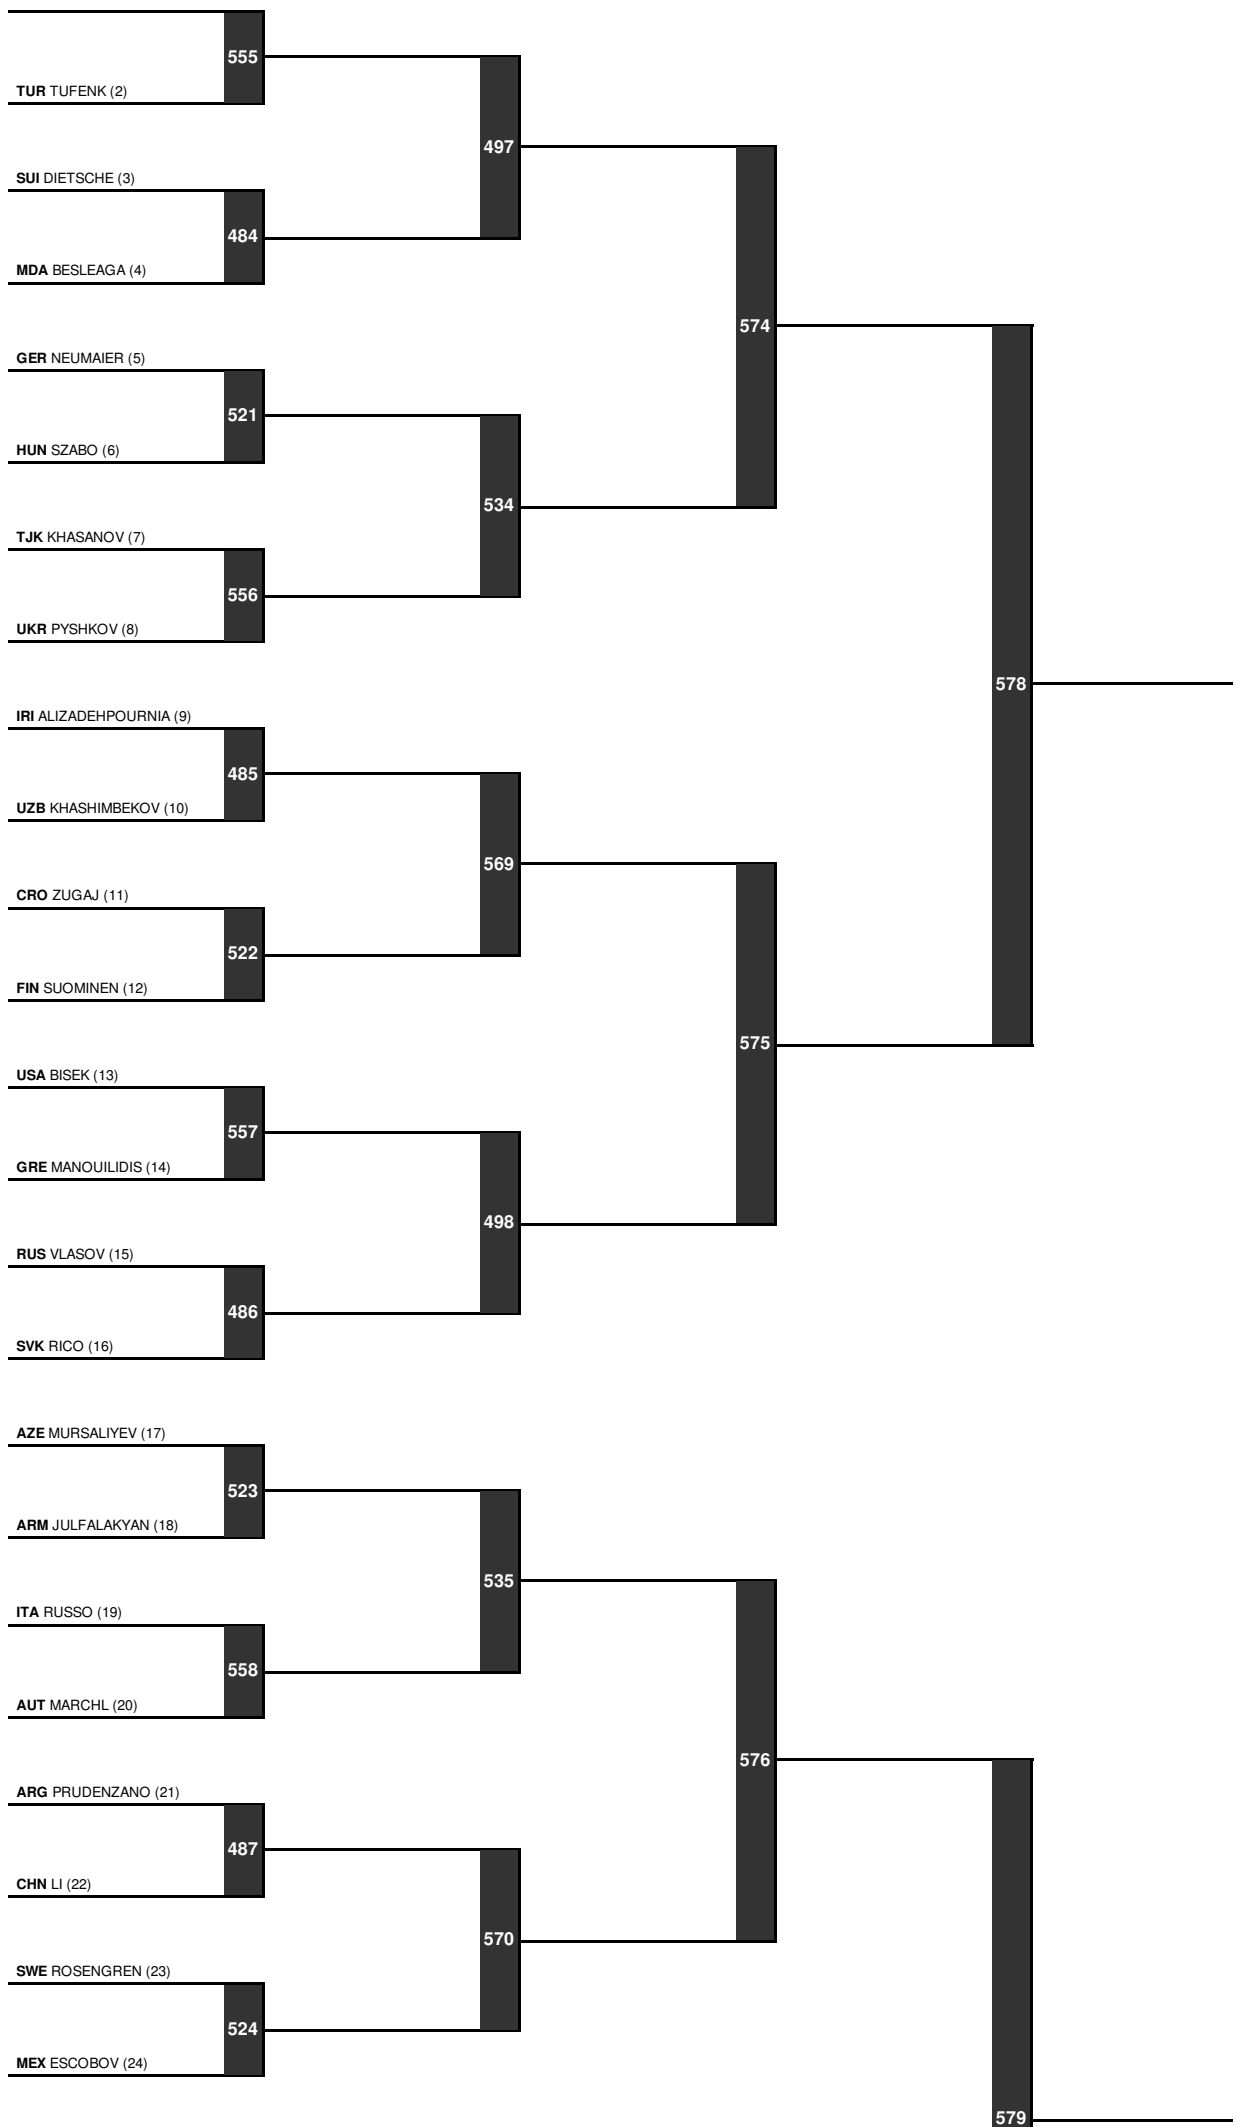 555
TUR TUFENK (2)
497
SUI DIETSCHE (3)
484
MDA BESLEAGA (4)
574
GER NEUMAIER (5)
521
HUN SZABO (6)
534
TJK KHASANOV (7)
556
UKR PYSHKOV (8)
578
IRI ALIZADEHPOURNIA (9)
485
UZB KHASHIMBEKOV (10)
569
CRO ZUGAJ (11)
522
FIN SUOMINEN (12)
575
USA BISEK (13)
557
GRE MANOUILIDIS (14)
498
RUS VLASOV (15)
486
SVK RICO (16)
AZE MURSALIYEV (17)
523
ARM JULFALAKYAN (18)
535
ITA RUSSO (19)
558
AUT MARCHL (20)
576
ARG PRUDENZANO (21)
487
CHN LI (22)
570
SWE ROSENGREN (23)
524
MEX ESCOBOV (24)
579